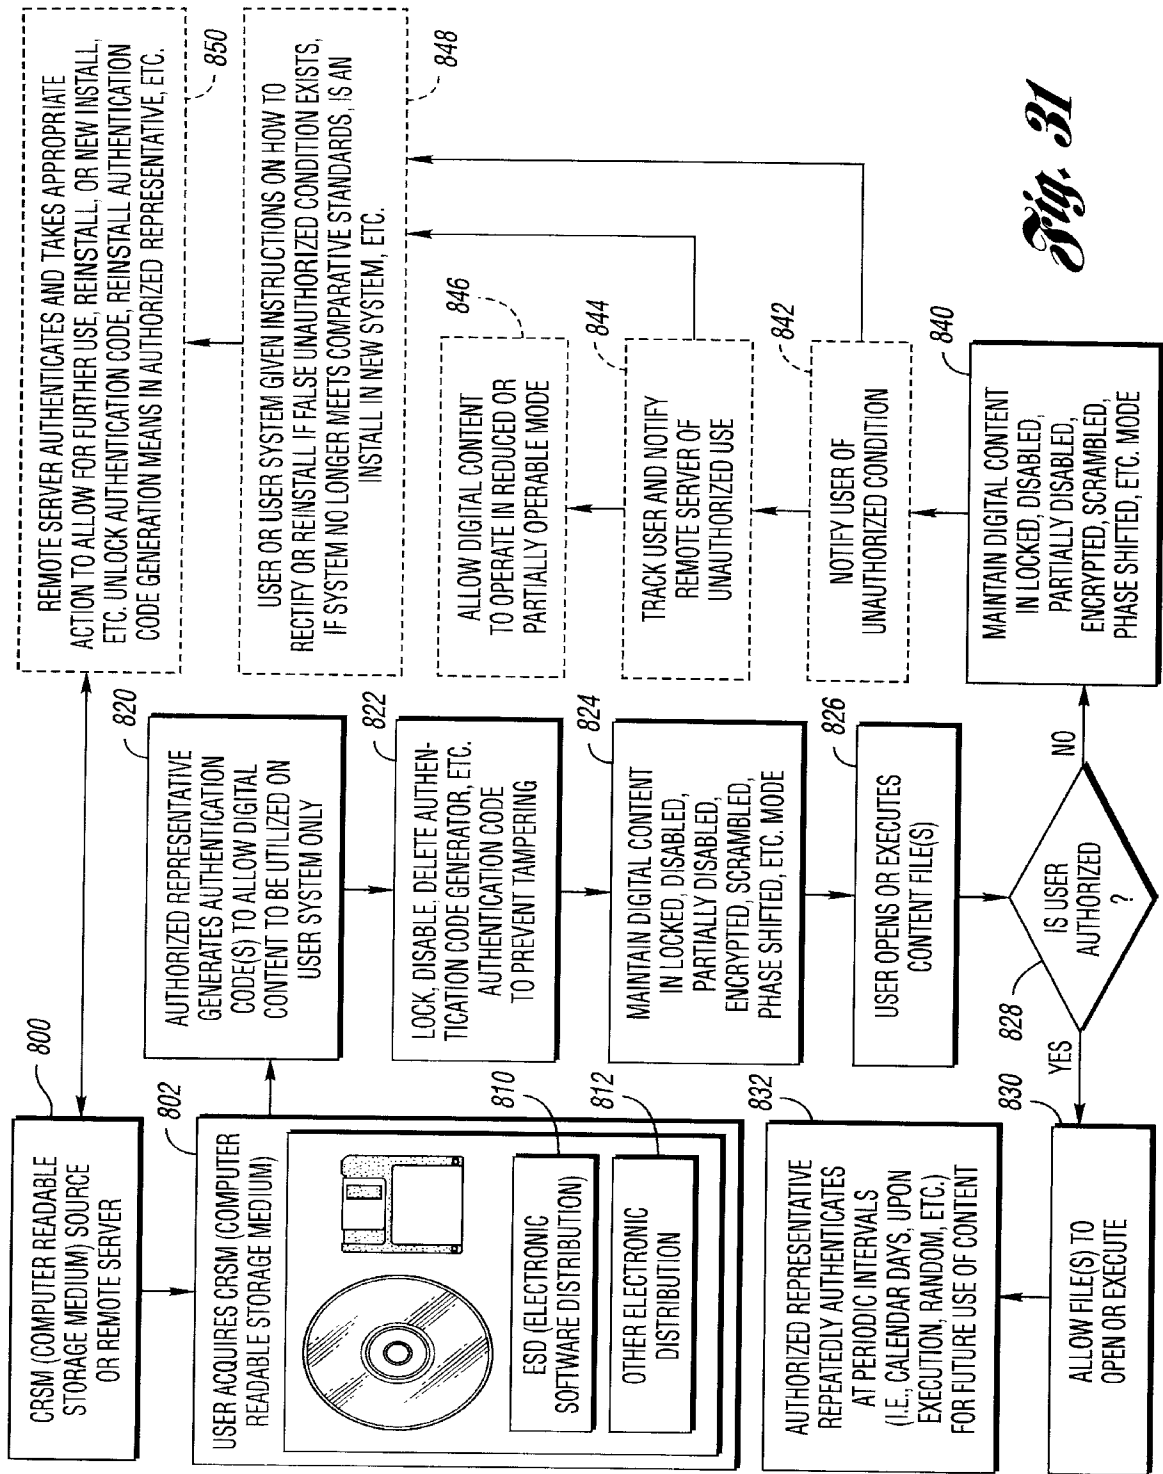 CRSM (COMPUTER READABLE
STORAGE MEDIUM) SOURCE
OR REMOTE SERVER
800
USER ACQUIRES CRSM (COMPUTER
READABLE STORAGE MEDIUM)
802
ESD (ELECTRONIC
SOFTWARE DISTRIBUTION)
810
OTHER ELECTRONIC
DISTRIBUTION
812
AUTHORIZED REPRESENTATIVE
GENERATES AUTHENTICATION
CODE(S) TO ALLOW DIGITAL
CONTENT TO BE UTILIZED ON
USER SYSTEM ONLY
820
LOCK, DISABLE, DELETE AUTHEN-
TICATION CODE GENERATOR, ETC.
AUTHENTICATION CODE
TO PREVENT TAMPERING
822
MAINTAIN DIGITAL CONTENT
IN LOCKED, DISABLED,
PARTIALLY DISABLED,
ENCRYPTED, SCRAMBLED,
PHASE SHIFTED, ETC. MODE
824
USER OPENS OR EXECUTES
CONTENT FILE(S)
826
IS USER
AUTHORIZED
?
828
YES
NO
ALLOW FILE(S) TO
OPEN OR EXECUTE
830
AUTHORIZED REPRESENTATIVE
REPEATEDLY AUTHENTICATES
AT PERIODIC INTERVALS
(I.E., CALENDAR DAYS, UPON
EXECUTION, RANDOM, ETC.)
FOR FUTURE USE OF CONTENT
832
MAINTAIN DIGITAL CONTENT
IN LOCKED, DISABLED,
PARTIALLY DISABLED,
ENCRYPTED, SCRAMBLED,
PHASE SHIFTED, ETC. MODE
840
NOTIFY USER OF
UNAUTHORIZED CONDITION
842
TRACK USER AND NOTIFY
REMOTE SERVER OF
UNAUTHORIZED USE
844
ALLOW DIGITAL CONTENT
TO OPERATE IN REDUCED OR
PARTIALLY OPERABLE MODE
846
USER OR USER SYSTEM GIVEN INSTRUCTIONS ON HOW TO
RECTIFY OR REINSTALL IF FALSE UNAUTHORIZED CONDITION EXISTS,
IF SYSTEM NO LONGER MEETS COMPARATIVE STANDARDS, IS AN
INSTALL IN NEW SYSTEM, ETC.
848
REMOTE SERVER AUTHENTICATES AND TAKES APPROPRIATE
ACTION TO ALLOW FOR FURTHER USE, REINSTALL, OR NEW INSTALL,
ETC. UNLOCK AUTHENTICATION CODE, REINSTALL AUTHENTICATION
CODE GENERATION MEANS IN AUTHORIZED REPRESENTATIVE, ETC.
850
Fig. 31